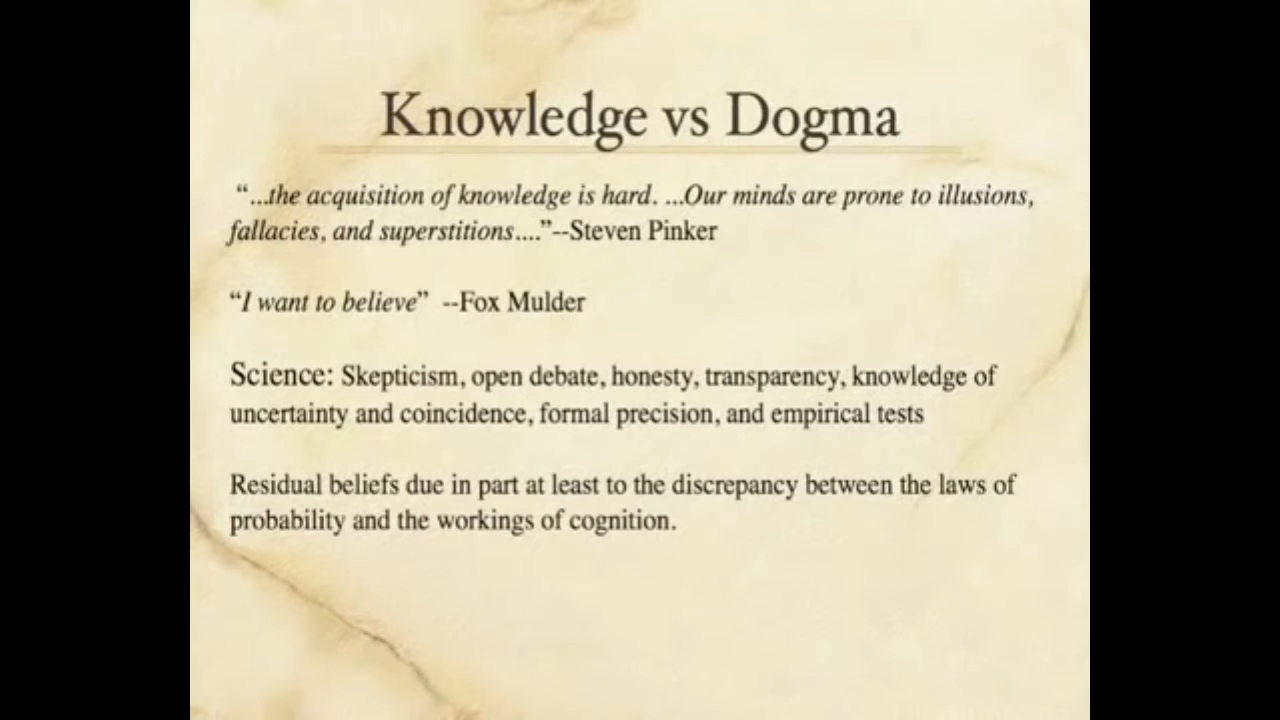 Knowledge vs Dogma
“...the acquisition of knowledge is hard. ...Our minds are prone to illusions,
fallacies, and superstitions....”--Steven Pinker
“I want to believe” --Fox Mulder
Science: Skepticism, open debate, honesty, transparency, knowledge of
uncertainty and coincidence, formal precision, and empirical tests
Residual beliefs due in part at least to the discrepancy between the laws of
probability and the workings of cognition.